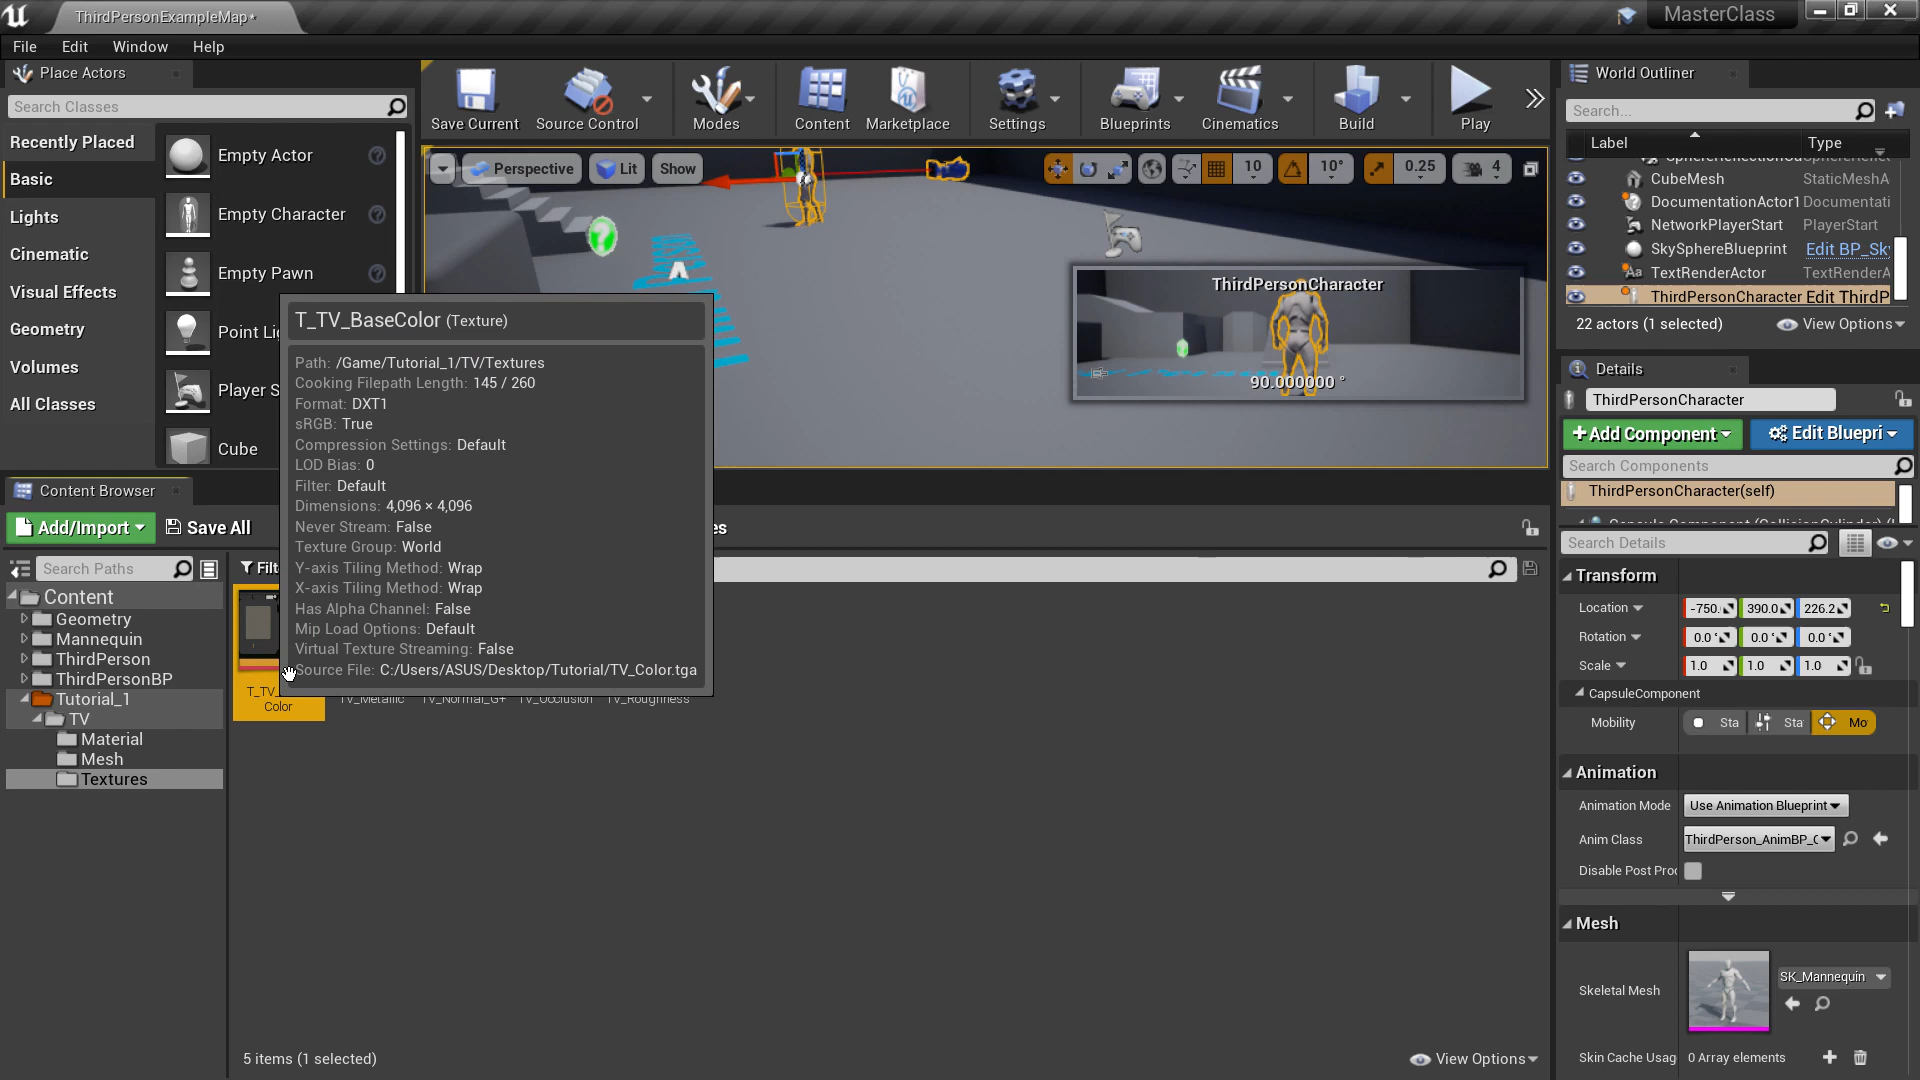 ThirdPersonExampleMap*
MasterClass
File Edit Window Help
Place Actors
Search Classes
Recently Placed
Basic
Lights
Cinematic
Visual Effects
Geometry
Volumes
All Classes
Empty Actor
Empty Character
Empty Pawn
Point Li
Player S
Cube
Save Current
Source Control
Modes
Content
Marketplace
Settings
Blueprints
Cinematics
Build
Play
Perspective
Lit
Show
10
10°
0.25
4
ThirdPersonCharacter
90.000000 °
T_TV_BaseColor (Texture)
Path: /Game/Tutorial_1/TV/Textures
Cooking Filepath Length: 145 / 260
Format: DXT1
sRGB: True
Compression Settings: Default
LOD Bias: 0
Filter: Default
Dimensions: 4,096 × 4,096
Never Stream: False
Texture Group: World
Y-axis Tiling Method: Wrap
X-axis Tiling Method: Wrap
Has Alpha Channel: False
Mip Load Options: Default
Virtual Texture Streaming: False
Source File: C:/Users/ASUS/Desktop/Tutorial/TV_Color.tga
Content Browser
Add/Import
Save All
es
Search Paths
Filt
Content
Geometry
Mannequin
ThirdPerson
ThirdPersonBP
Tutorial_1
TV
Material
Mesh
Textures
T_TV_
Color
TV_Metallic
TV_Normal_G+
TV_Occlusion
TV_Roughness
5 items (1 selected)
View Options
World Outliner
Search...
Label
Type
CubeMesh StaticMeshA
DocumentationActor1 Documentati
NetworkPlayerStart PlayerStart
SkySphereBlueprint Edit BP_Sk
TextRenderActor TextRenderA
ThirdPersonCharacter Edit ThirdP
22 actors (1 selected)
View Options
Details
ThirdPersonCharacter
Add Component
Edit Bluepri
Search Components
ThirdPersonCharacter(self)
Search Details
Transform
Location -750. 390.0 226.2
Rotation 0.0 ° 0.0 ° 0.0 °
Scale 1.0 1.0 1.0
CapsuleComponent
Mobility Sta Sta Mo
Animation
Animation Mode Use Animation Blueprint
Anim Class ThirdPerson_AnimBP_C
Disable Post Proc
Mesh
Skeletal Mesh
SK_Mannequin
Skin Cache Usag 0 Array elements